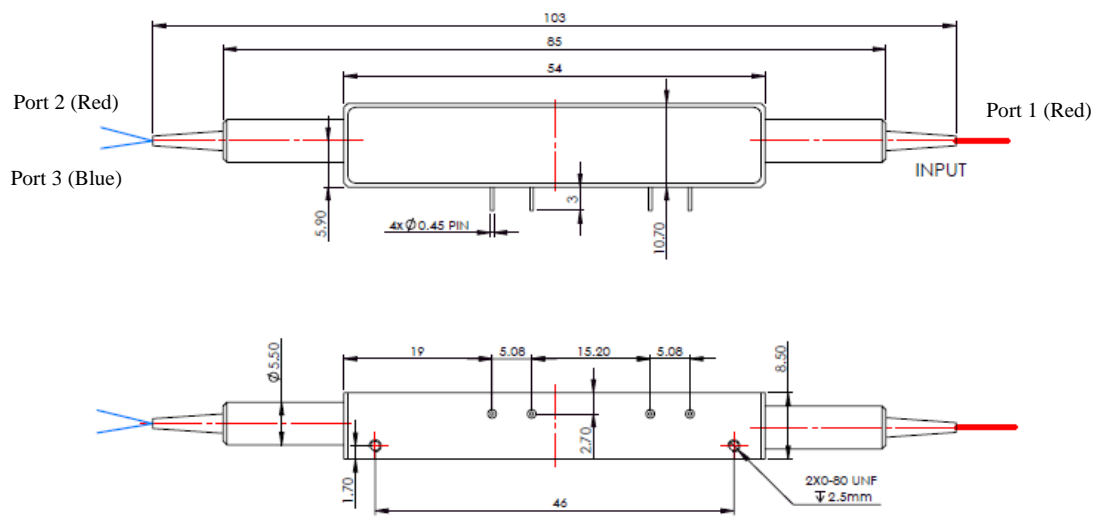 103
85
54
Port 2 (Red)
Port 1 (Red)
Port 3 (Blue)
INPUT
5.90
4xØ0.45 PIN
3
10.70
Ø5.50
19
5.08
15.20
5.08
8.50
2.70
1.70
46
2X0-80 UNF
↧2.5mm